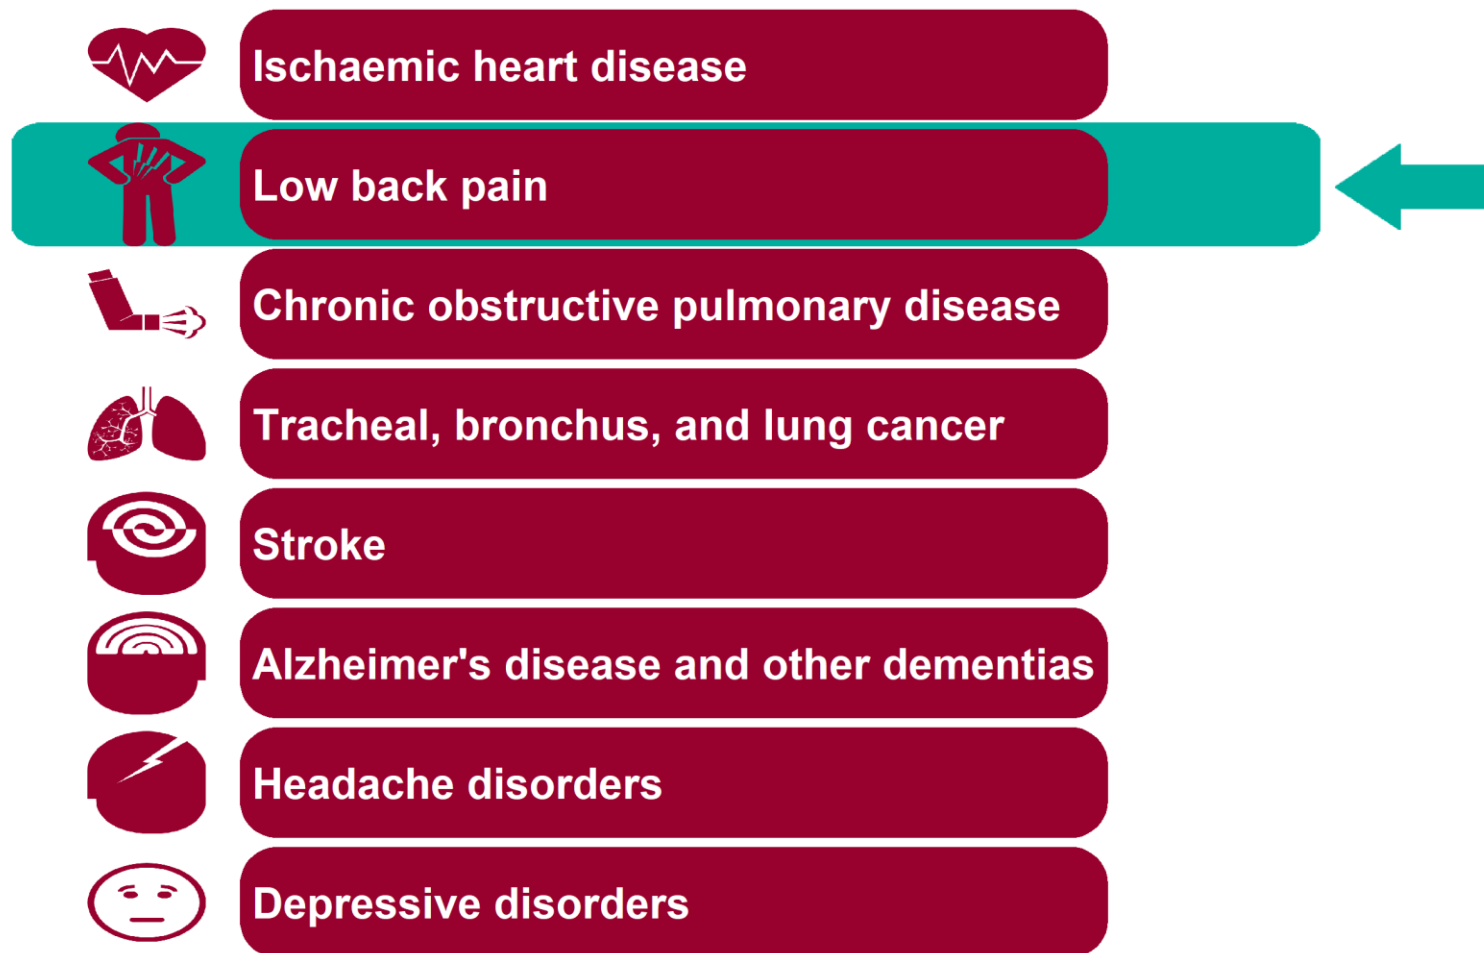 Ischaemic heart disease
Low back pain
Chronic obstructive pulmonary disease
Tracheal, bronchus, and lung cancer
Stroke
Alzheimer's disease and other dementias
Headache disorders
Depressive disorders